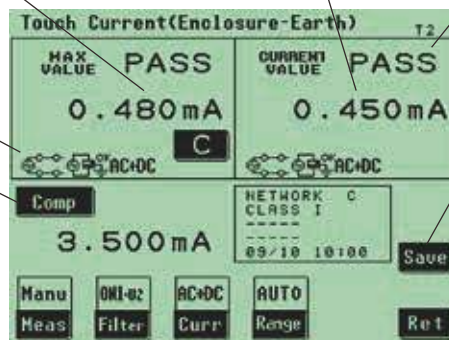 Touch Current(Enclosure-Earth)
T2
MAX VALUE PASS
0.480mA
C
AC+DC
CURRENT VALUE PASS
0.450mA
AC+DC
Comp
3.500mA
NETWORK C
CLASS I
-----
-----
09/10 10:00
Save
Manu
Meas
Filter
AC+DC
Curr
AUTO
Range
Ret